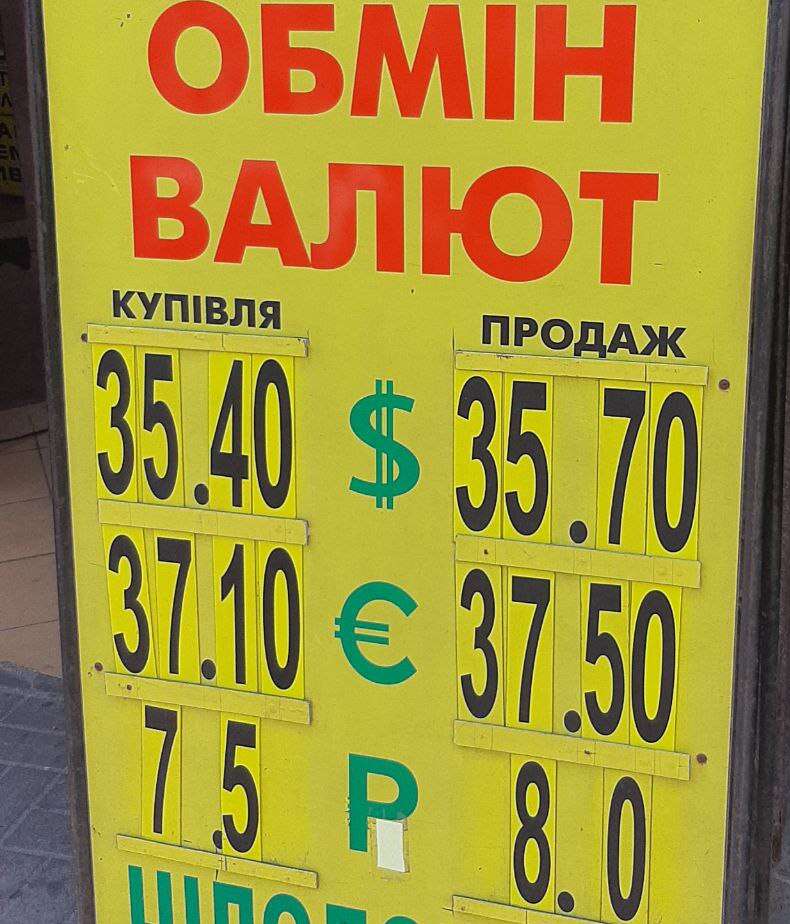 ОБМІН
ВАЛЮТ
КУПІВЛЯ ПРОДАЖ
35.40 $ 35.70
37.10 € 37.50
7.5 Р 8.0